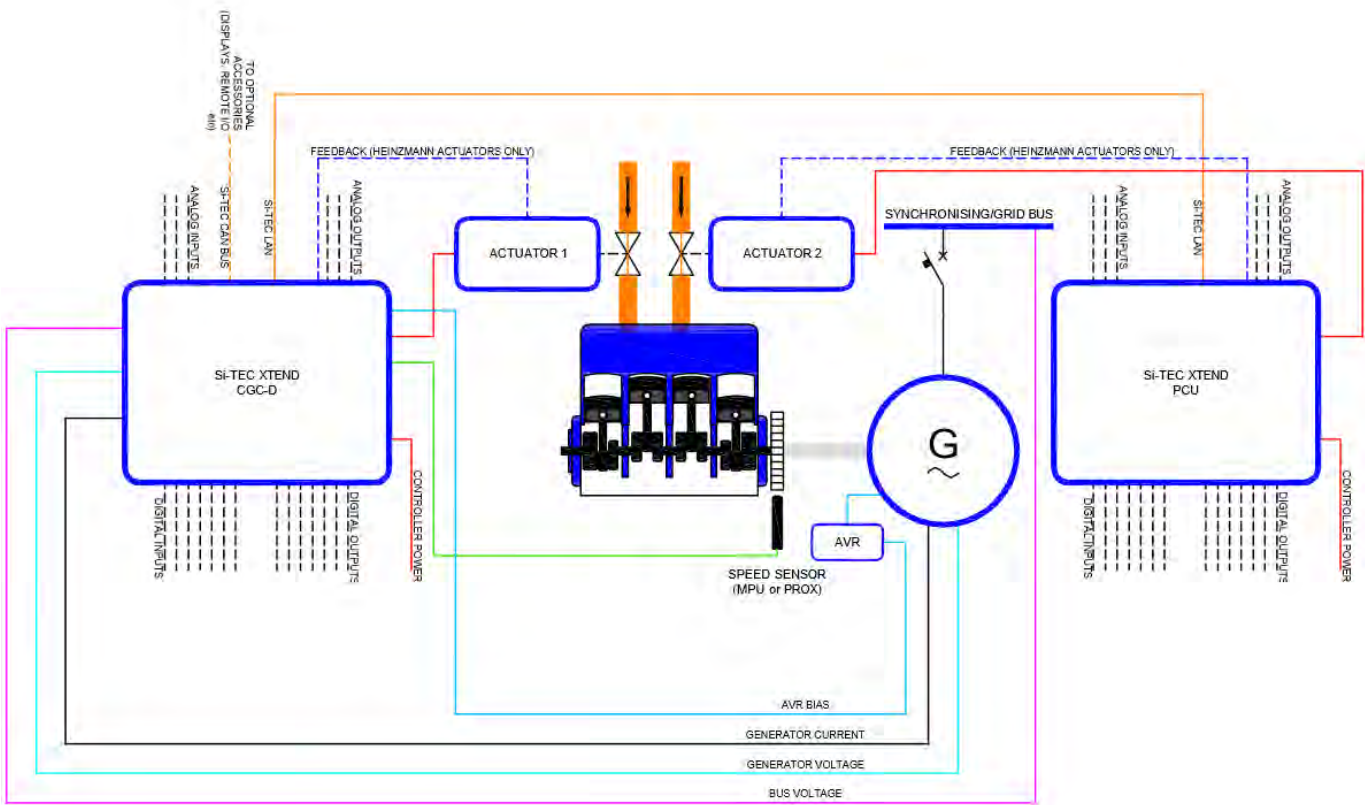 TO OPTIONAL
ACCESSORIES
(DISPLAYS, REMOTE I/O
etc)
FEEDBACK (HEINZMANN ACTUATORS ONLY)
FEEDBACK (HEINZMANN ACTUATORS ONLY)
ANALOG INPUTS
SI-TEC CAN BUS
SI-TEC LAN
ANALOG OUTPUTS
ACTUATOR 1
ACTUATOR 2
SYNCHRONISING/GRID BUS
ANALOG INPUTS
SI-TEC LAN
ANALOG OUTPUTS
Si-TEC XTEND
CGC-D
Si-TEC XTEND
PCU
G
DIGITAL INPUTS
DIGITAL OUTPUTS
CONTROLLER POWER
AVR
SPEED SENSOR
(MPU or PROX)
DIGITAL INPUTS
DIGITAL OUTPUTS
CONTROLLER POWER
AVR BIAS
GENERATOR CURRENT
GENERATOR VOLTAGE
BUS VOLTAGE